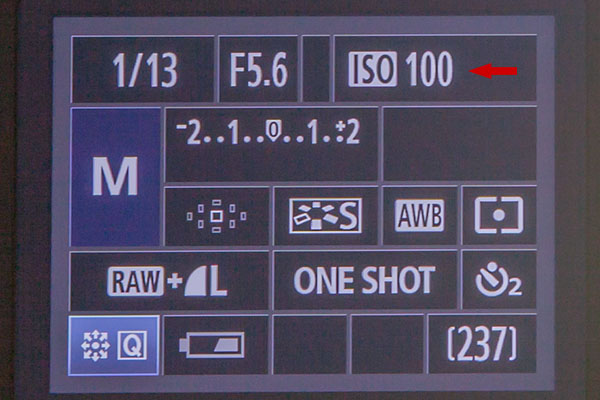 1/13 F5.6 ISO 100
-2..1..0..1.±2
M
S AWB
RAW+L ONE SHOT 2
Q [237]